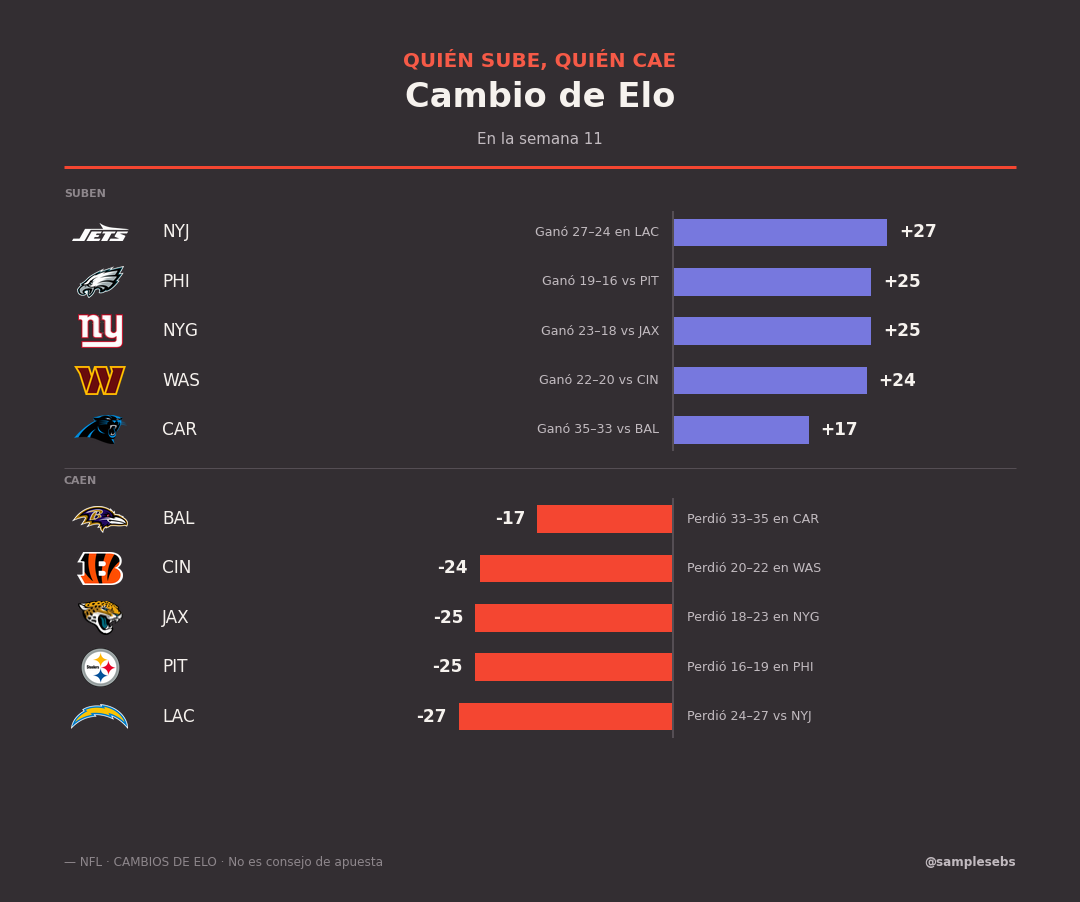 QUIÉN SUBE, QUIÉN CAE
Cambio de Elo
En la semana 11
SUBEN
JETS NYJ Ganó 27–24 en LAC +27
PHI Ganó 19–16 vs PIT +25
ny NYG Ganó 23–18 vs JAX +25
W WAS Ganó 22–20 vs CIN +24
CAR Ganó 35–33 vs BAL +17
CAEN
B BAL -17 Perdió 33–35 en CAR
B CIN -24 Perdió 20–22 en WAS
JAX -25 Perdió 18–23 en NYG
Steelers PIT -25 Perdió 16–19 en PHI
LAC -27 Perdió 24–27 vs NYJ
— NFL · CAMBIOS DE ELO · No es consejo de apuesta
@samplesebs